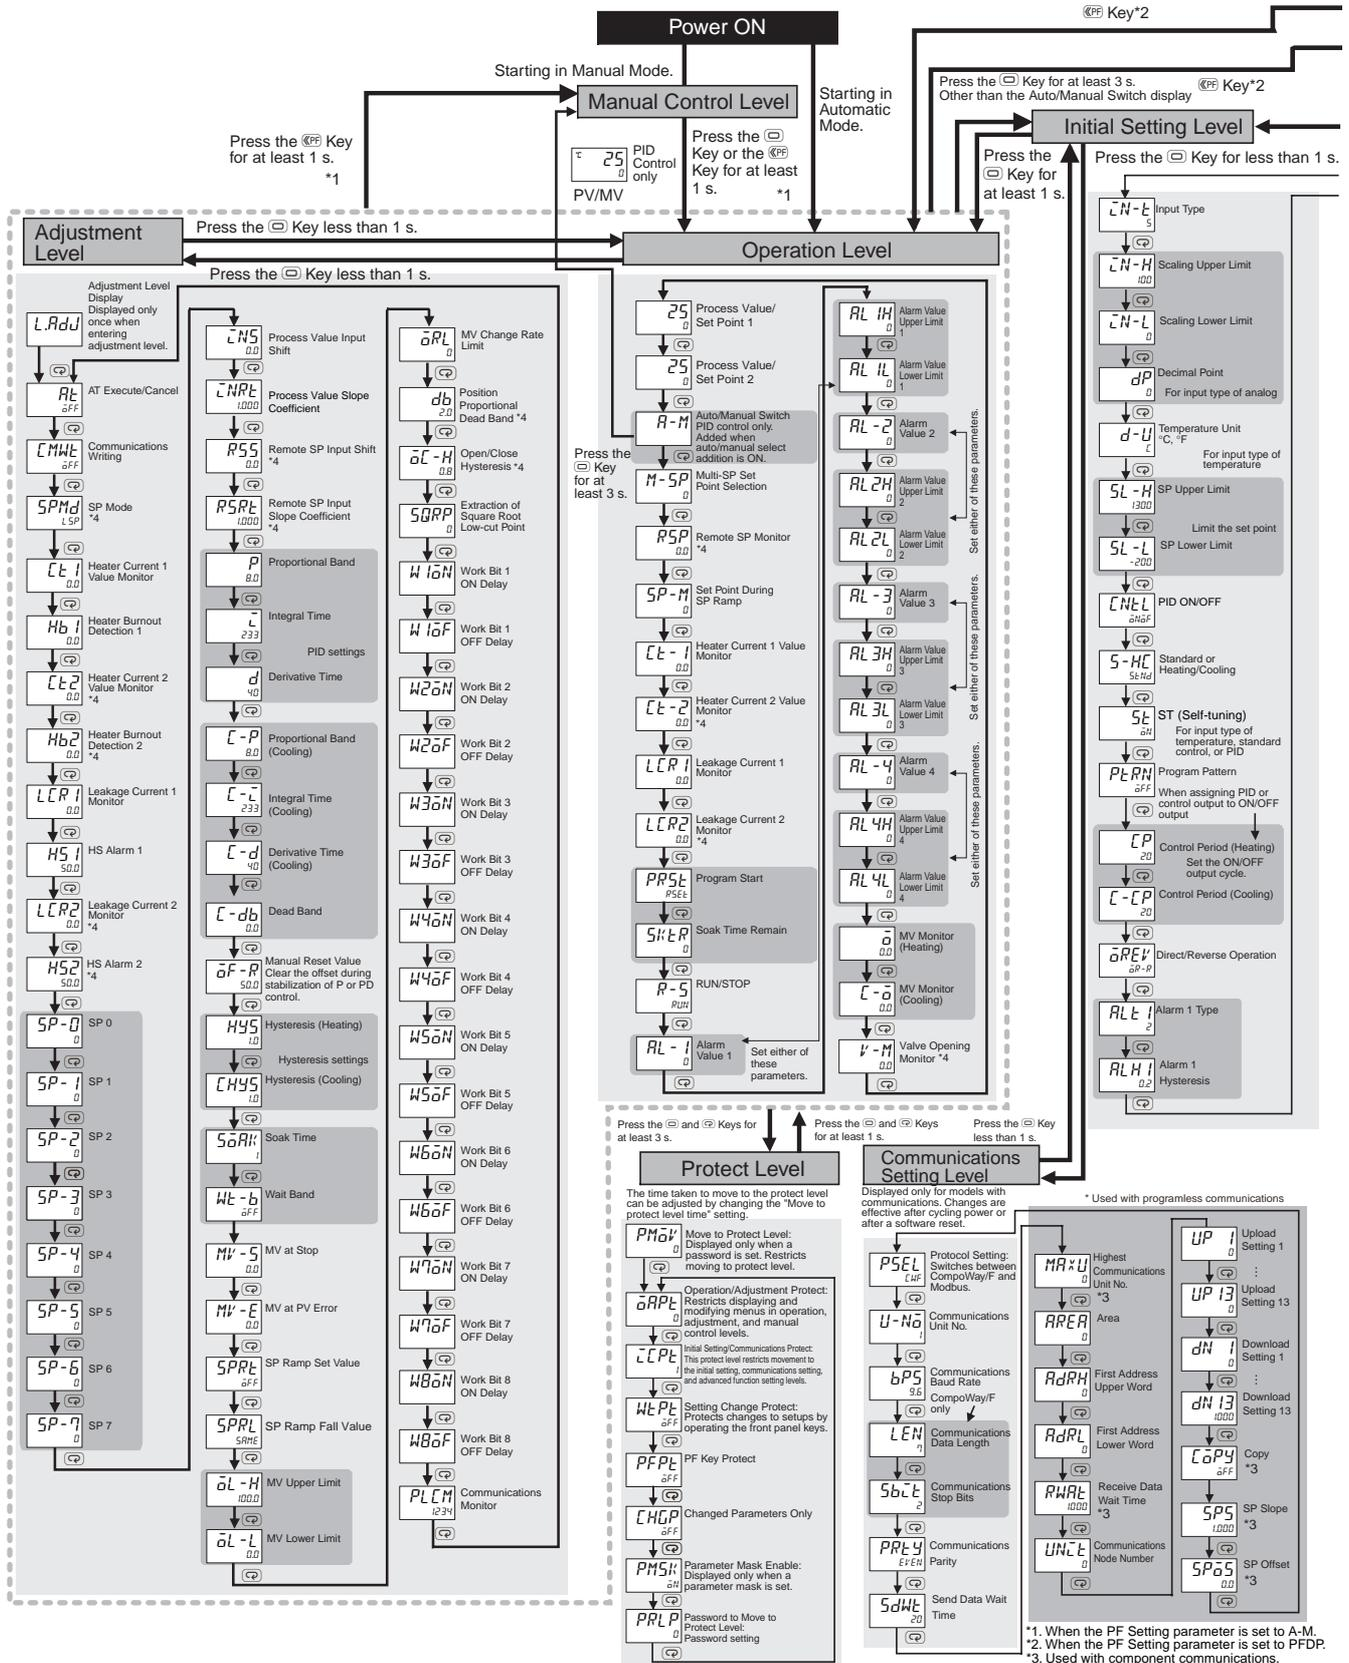 Power ON
PF Key*2
Starting in Manual Mode.
Manual Control Level
Starting in
Automatic
Mode.
Press the Key for at least 3 s.
Other than the Auto/Manual Switch display
PF Key*2
Initial Setting Level
Press the PF Key
for at least 1 s.
*1
25
0
PID
Control
only
PV/MV
Press the
Key or the PF
Key for at least
1 s. *1
Press the
Key for
at least 1 s.
Press the Key for less than 1 s.
Adjustment
Level
Press the Key less than 1 s.
Operation Level
Press the Key less than 1 s.
L.AdJ
Adjustment Level
Display
Displayed only
once when
entering
adjustment level.
AT Execute/Cancel
Communications
Writing
SP Mode
*4
Heater Current 1
Value Monitor
Heater Burnout
Detection 1
Heater Current 2
Value Monitor
*4
Heater Burnout
Detection 2
*4
Leakage Current 1
Monitor
HS Alarm 1
Leakage Current 2
Monitor
*4
HS Alarm 2
*4
SP-0 0 SP 0
SP-1 0 SP 1
SP-2 0 SP 2
SP-3 0 SP 3
SP-4 0 SP 4
SP-5 0 SP 5
SP-6 0 SP 6
SP-7 0 SP 7
Process Value Input
Shift
Process Value Slope
Coefficient
Remote SP Input Shift
*4
Remote SP Input
Slope Coefficient
*4
Proportional Band
Integral Time
PID settings
Derivative Time
Proportional Band
(Cooling)
Integral Time
(Cooling)
Derivative Time
(Cooling)
Dead Band
Manual Reset Value
Clear the offset during
stabilization of P or PD
control.
Hysteresis (Heating)
Hysteresis settings
Hysteresis (Cooling)
Soak Time
Wait Band
MV at Stop
MV at PV Error
SP Ramp Set Value
SP Ramp Fall Value
MV Upper Limit
MV Lower Limit
MV Change Rate
Limit
Position
Proportional
Dead Band *4
Open/Close
Hysteresis *4
Extraction of
Square Root
Low-cut Point
Work Bit 1
ON Delay
Work Bit 1
OFF Delay
Work Bit 2
ON Delay
Work Bit 2
OFF Delay
Work Bit 3
ON Delay
Work Bit 3
OFF Delay
Work Bit 4
ON Delay
Work Bit 4
OFF Delay
Work Bit 5
ON Delay
Work Bit 5
OFF Delay
Work Bit 6
ON Delay
Work Bit 6
OFF Delay
Work Bit 7
ON Delay
Work Bit 7
OFF Delay
Work Bit 8
ON Delay
Work Bit 8
OFF Delay
Communications
Monitor
Process Value/
Set Point 1
Process Value/
Set Point 2
Auto/Manual Switch
PID control only.
Added when
auto/manual select
addition is ON.
Press the
Key
for at
least 3 s.
Multi-SP Set
Point Selection
Remote SP Monitor
*4
Set Point During
SP Ramp
Heater Current 1 Value
Monitor
Heater Current 2 Value
Monitor
*4
Leakage Current 1
Monitor
Leakage Current 2
Monitor
*4
Program Start
Soak Time Remain
RUN/STOP
Alarm
Value 1
Set either of
these
parameters.
Alarm Value
Upper Limit
1
Alarm Value
Lower Limit
1
Alarm
Value 2
Alarm Value
Upper Limit
2
Alarm Value
Lower Limit
2
Set either of these parameters.
Alarm
Value 3
Alarm Value
Upper Limit
3
Alarm Value
Lower Limit
3
Set either of these parameters.
Alarm
Value 4
Alarm Value
Upper Limit
4
Alarm Value
Lower Limit
4
Set either of these parameters.
MV Monitor
(Heating)
MV Monitor
(Cooling)
Valve Opening
Monitor *4
Input Type
Scaling Upper Limit
Scaling Lower Limit
Decimal Point
For input type of analog
Temperature Unit
°C, °F
For input type of
temperature
SP Upper Limit
Limit the set point
SP Lower Limit
PID ON/OFF
Standard or
Heating/Cooling
ST (Self-tuning)
For input type of
temperature, standard
control, or PID
Program Pattern
When assigning PID or
control output to ON/OFF
output
Control Period (Heating)
Set the ON/OFF
output cycle.
Control Period (Cooling)
Direct/Reverse Operation
Alarm 1 Type
Alarm 1
Hysteresis
Press the and Keys for
at least 3 s.
Press the and Keys
for at least 1 s.
Press the Key
less than 1 s.
Protect Level
The time taken to move to the protect level
can be adjusted by changing the "Move to
protect level time" setting.
Move to Protect Level:
Displayed only when a
password is set. Restricts
moving to protect level.
Operation/Adjustment Protect:
Restricts displaying and
modifying menus in operation,
adjustment, and manual
control levels.
Initial Setting/Communications Protect:
This protect level restricts movement to
the initial setting, communications setting,
and advanced function setting levels.
Setting Change Protect:
Protects changes to setups by
operating the front panel keys.
PF Key Protect
Changed Parameters Only
Parameter Mask Enable:
Displayed only when a
parameter mask is set.
Password to Move to
Protect Level:
Password setting
Communications
Setting Level
Displayed only for models with
communications. Changes are
effective after cycling power or
after a software reset.
Protocol Setting:
Switches between
CompoWay/F and
Modbus.
Communications
Unit No.
Communications
Baud Rate
CompoWay/F
only
Communications
Data Length
Communications
Stop Bits
Communications
Parity
Send Data Wait
Time
* Used with programless communications
Highest
Communications
Unit No.
*3
Area
First Address
Upper Word
First Address
Lower Word
Receive Data
Wait Time
*3
Communications
Node Number
Upload
Setting 1
Upload
Setting 13
Download
Setting 1
Download
Setting 13
Copy
*3
SP Slope
*3
SP Offset
*3
*1. When the PF Setting parameter is set to A-M.
*2. When the PF Setting parameter is set to PFDP.
*3. Used with component communications.